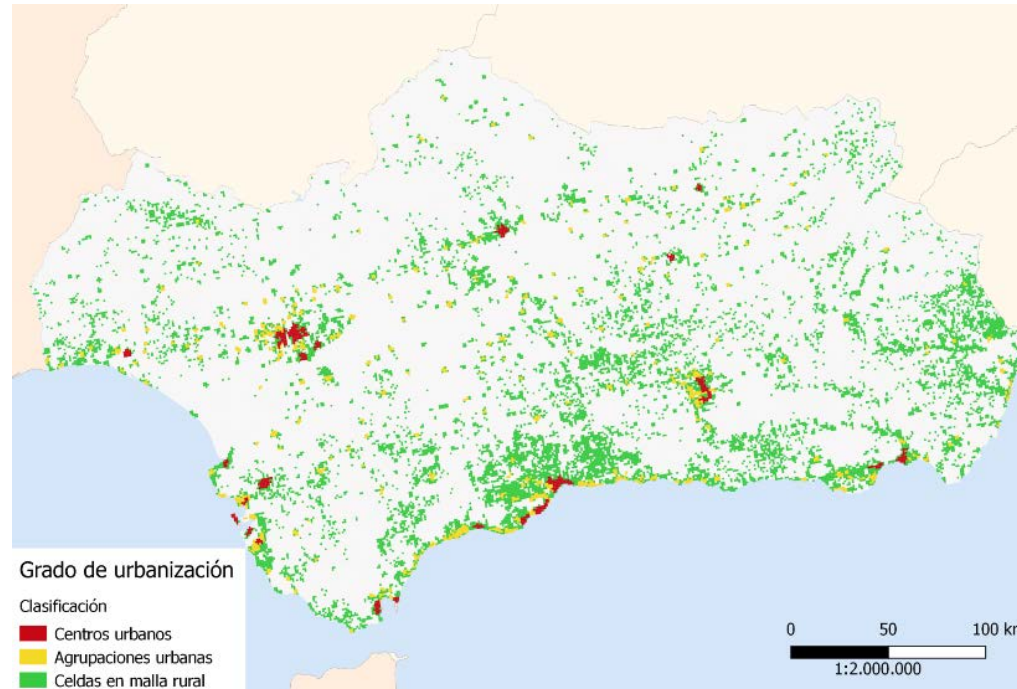 Grado de urbanización
Clasificación
Centros urbanos
Agrupaciones urbanas
Celdas en malla rural
0 50 100 km
1:2.000.000